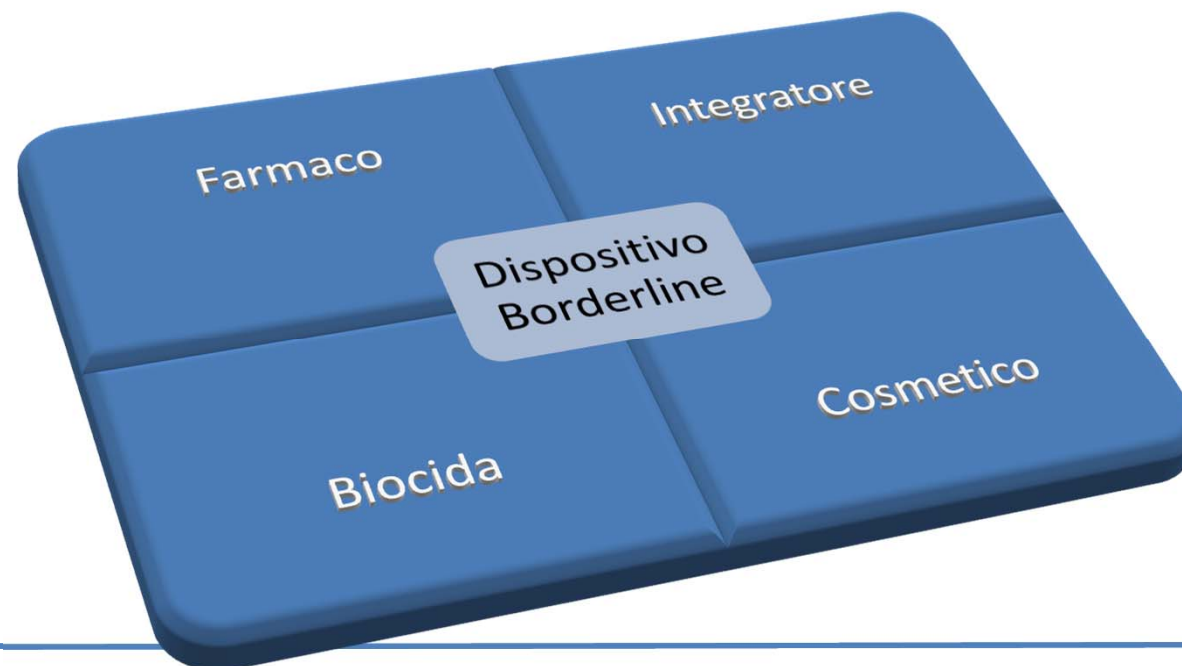 Farmaco
Integratore
Dispositivo
Borderline
Biocida
Cosmetico